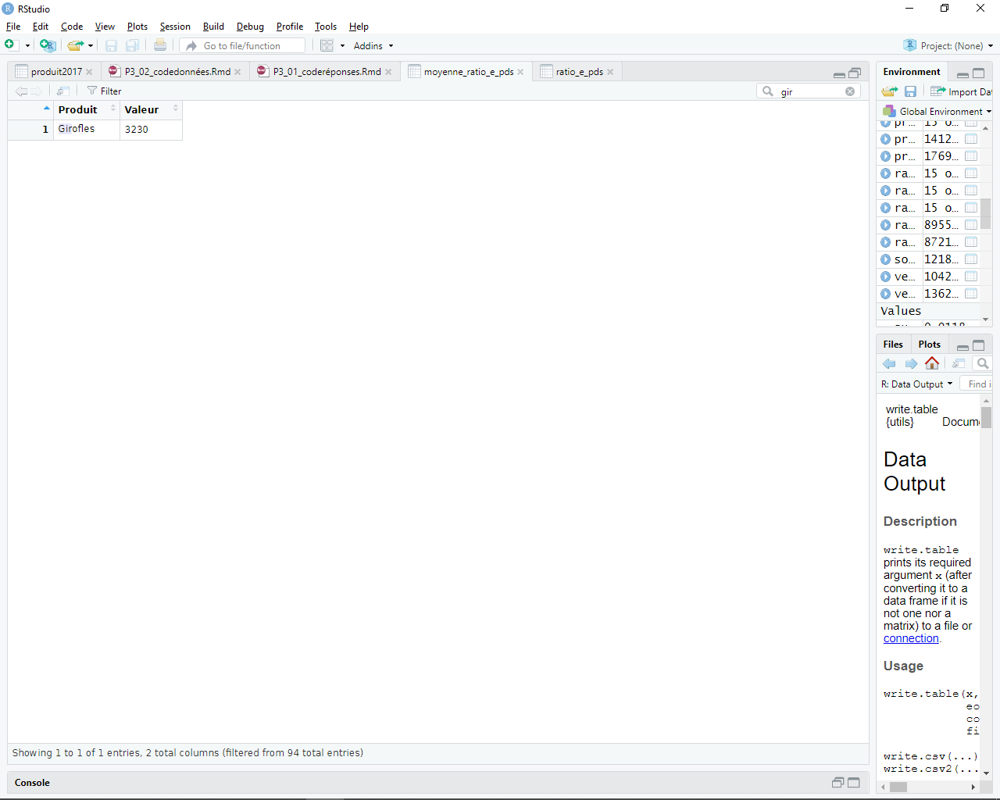 RStudio
File Edit Code View Plots Session Build Debug Profile Tools Help
Go to file/function Addins Project: (None)
produit2017 P3_02_codedonnées.Rmd P3_01_coderéponses.Rmd moyenne_ratio_e_pds ratio_e_pds
Filter gir
Produit Valeur
1 Girofles 3230
Showing 1 to 1 of 1 entries, 2 total columns (filtered from 94 total entries)
Console
Environment
Import Dat
Global Environment
pr... 15 o...
pr... 1412...
pr... 1769...
ra... 15 o...
ra... 15 o...
ra... 15 o...
ra... 8955...
ra... 8721...
so... 1218...
ve... 1042...
ve... 1362...
Values
Files Plots
R: Data Output Find i
write.table
{utils} Docume
Data
Output
Description
write.table
prints its required
argument x (after
converting it to a
data frame if it is
not one nor a
matrix) to a file or
connection.
Usage
write.table(x,
eo
co
fi
write.csv(...)
write.csv2(...